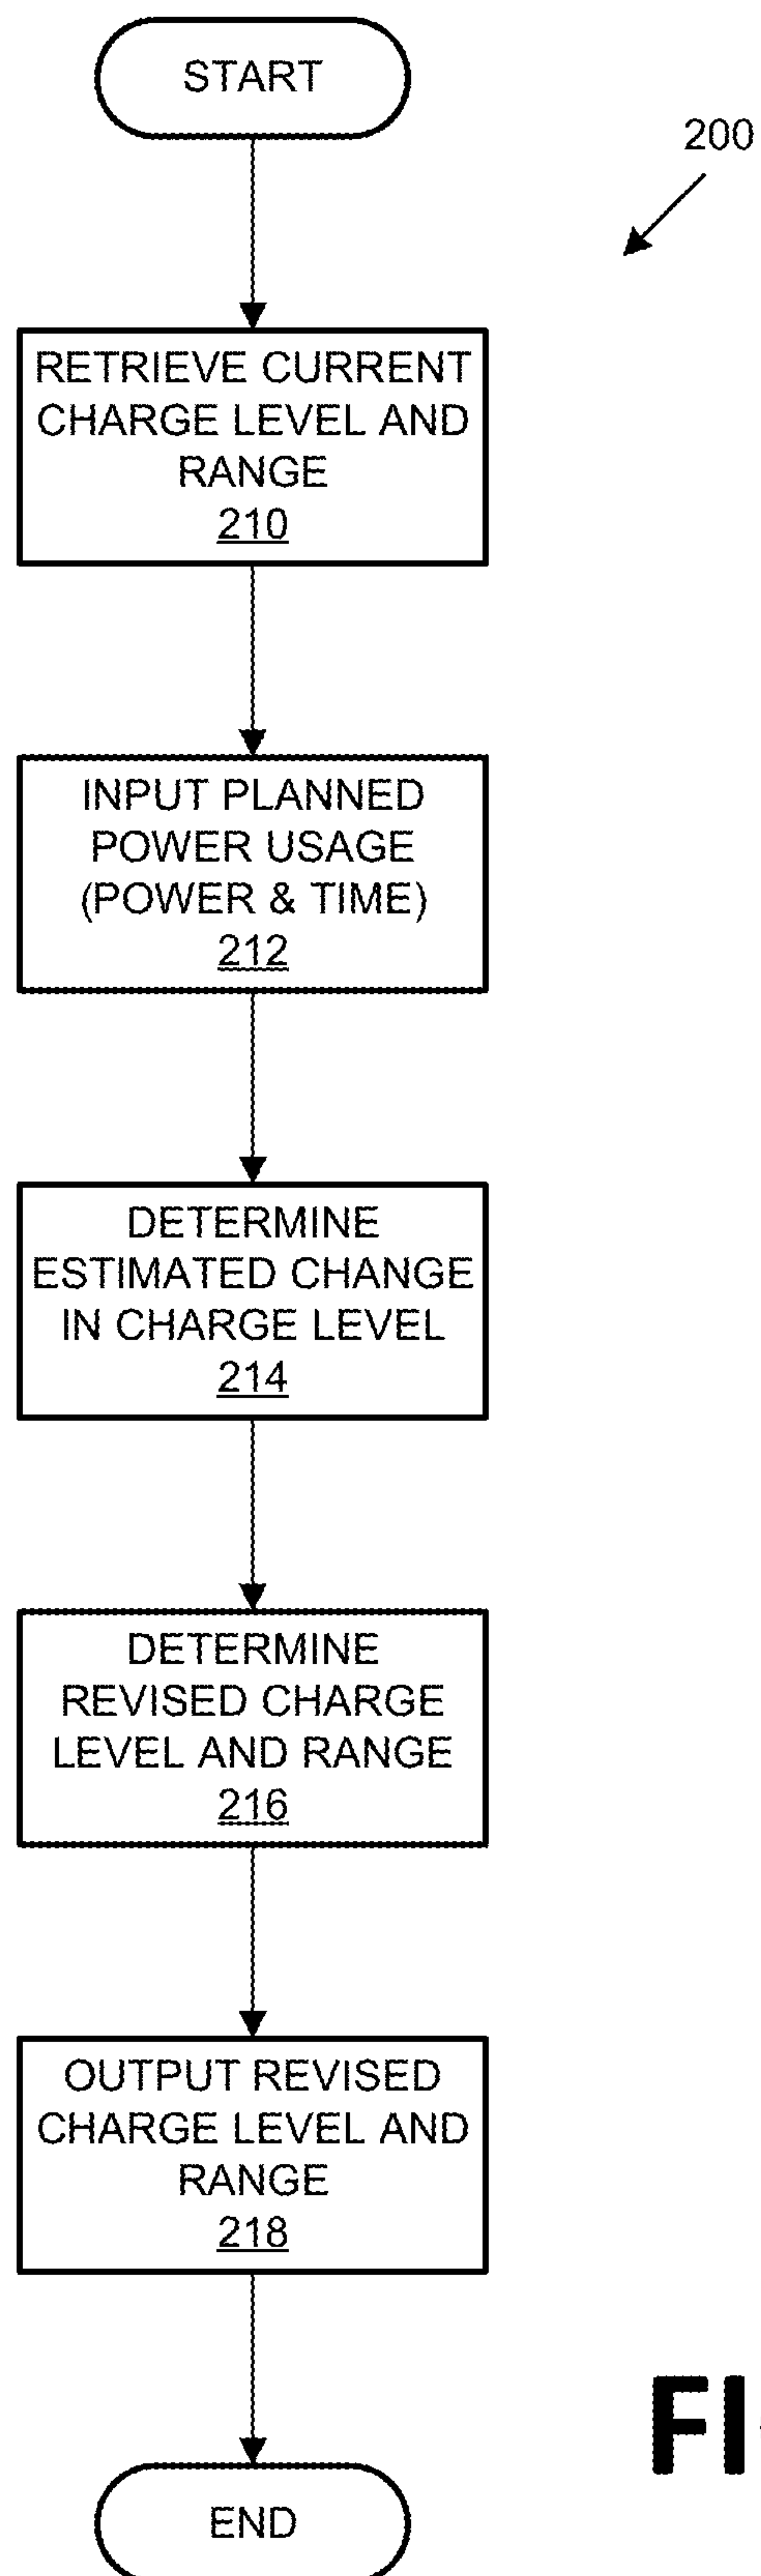 START
200
RETRIEVE CURRENT
CHARGE LEVEL AND
RANGE
210
INPUT PLANNED
POWER USAGE
(POWER & TIME)
212
DETERMINE
ESTIMATED CHANGE
IN CHARGE LEVEL
214
DETERMINE
REVISED CHARGE
LEVEL AND RANGE
216
OUTPUT REVISED
CHARGE LEVEL AND
RANGE
218
END